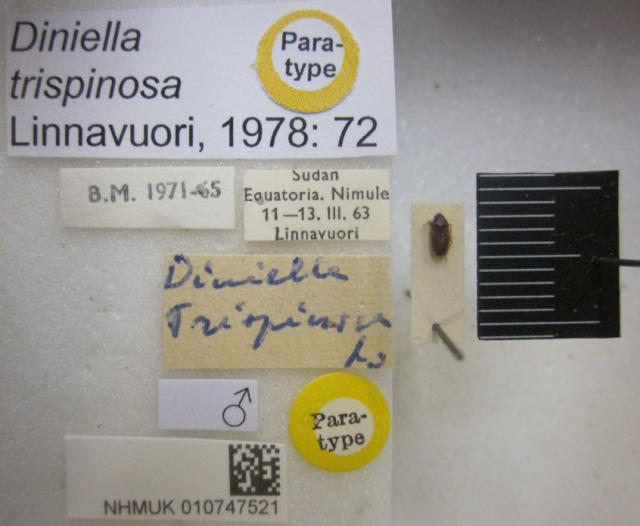 Diniella
trispinosa
Linnavuori, 1978: 72
Para-
type
B.M. 1971-65
Sudan
Equatoria. Nimule
11—13. III. 63
Linnavuori
Diniella
Trispinosa
♂
Para-
type
NHMUK 010747521